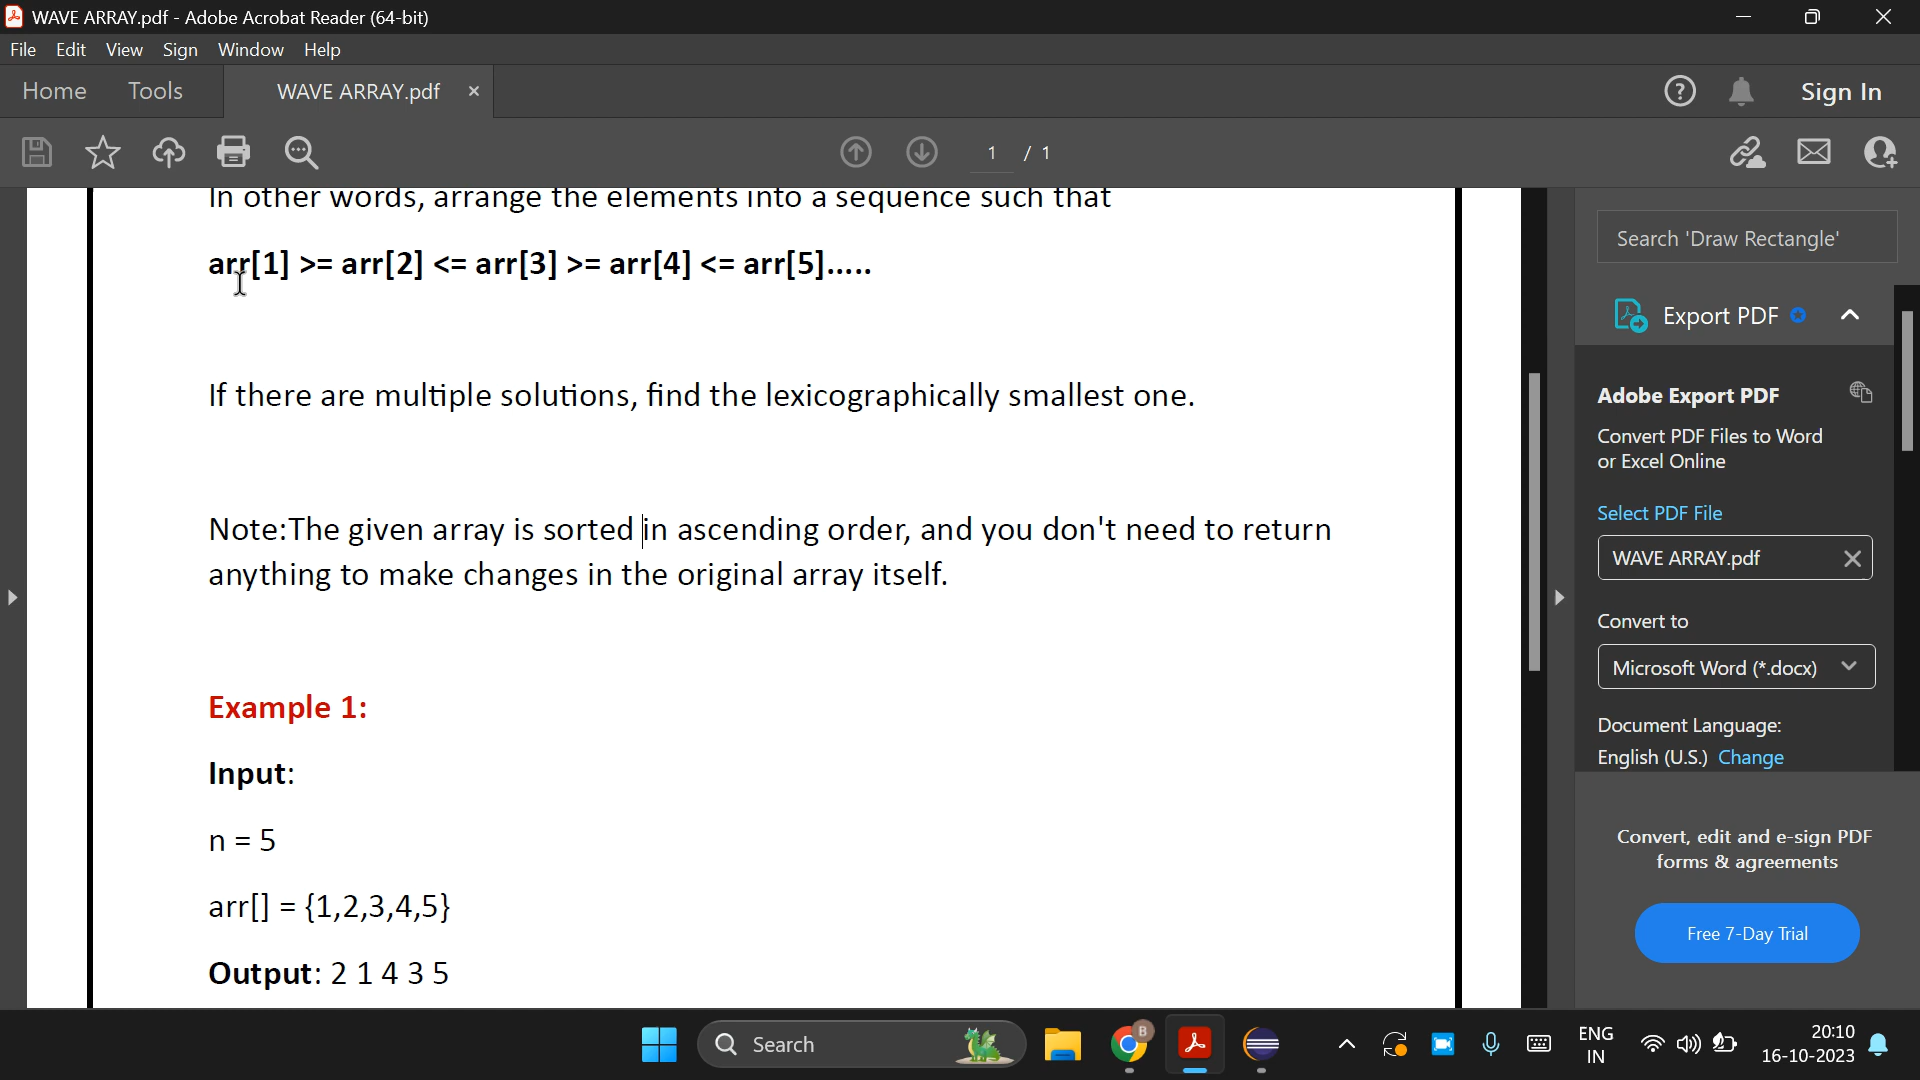 WAVE ARRAY.pdf - Adobe Acrobat Reader (64-bit)
File Edit View Sign Window Help
Home Tools WAVE ARRAY.pdf × Sign In
1 / 1
In other words, arrange the elements into a sequence such that
arr[1] >= arr[2] <= arr[3] >= arr[4] <= arr[5].....
If there are multiple solutions, find the lexicographically smallest one.
Note:The given array is sorted in ascending order, and you don't need to return
anything to make changes in the original array itself.
Example 1:
Input:
n = 5
arr[] = {1,2,3,4,5}
Output: 2 1 4 3 5
Search 'Draw Rectangle'
Export PDF
Adobe Export PDF
Convert PDF Files to Word
or Excel Online
Select PDF File
WAVE ARRAY.pdf
Convert to
Microsoft Word (*.docx)
Document Language:
English (U.S.) Change
Convert, edit and e-sign PDF
forms & agreements
Free 7-Day Trial
Search
B
ENG
IN
20:10
16-10-2023